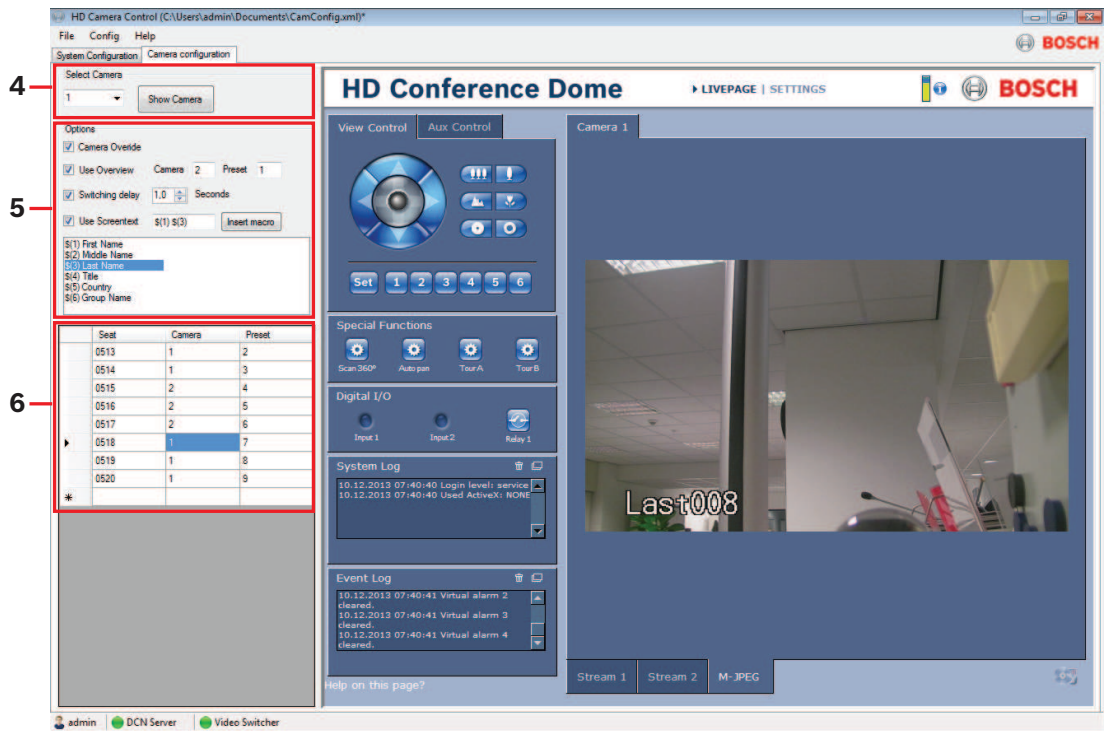 HD Camera Control (C:\Users\admin\Documents\CamConfig.xml)*
File Config Help
BOSCH
System Configuration Camera configuration
4
Select Camera
1 Show Camera
5
Options
Camera Overide
Use Overview Camera 2 Preset 1
Switching delay 1.0 Seconds
Use Screentext $(1) $(3) Insert macro
$(1) First Name
$(2) Middle Name
$(3) Last Name
$(4) Title
$(5) Country
$(6) Group Name
6
Seat Camera Preset
0513 1 2
0514 1 3
0515 2 4
0516 2 5
0517 2 6
0518 1 7
0519 1 8
0520 1 9
HD Conference Dome LIVEPAGE | SETTINGS BOSCH
View Control Aux Control
Set 1 2 3 4 5 6
Special Functions
Scan 360° Auto pan Tour A Tour B
Digital I/O
Input 1 Input 2 Relay 1
System Log
10.12.2013 07:40:40 Login level: service
10.12.2013 07:40:40 Used ActiveX: NONE
Event Log
10.12.2013 07:40:41 Virtual alarm 2
cleared.
10.12.2013 07:40:41 Virtual alarm 3
cleared.
10.12.2013 07:40:41 Virtual alarm 4
cleared.
Help on this page?
Camera 1
Last008
Stream 1 Stream 2 M-JPEG
admin DCN Server Video Switcher